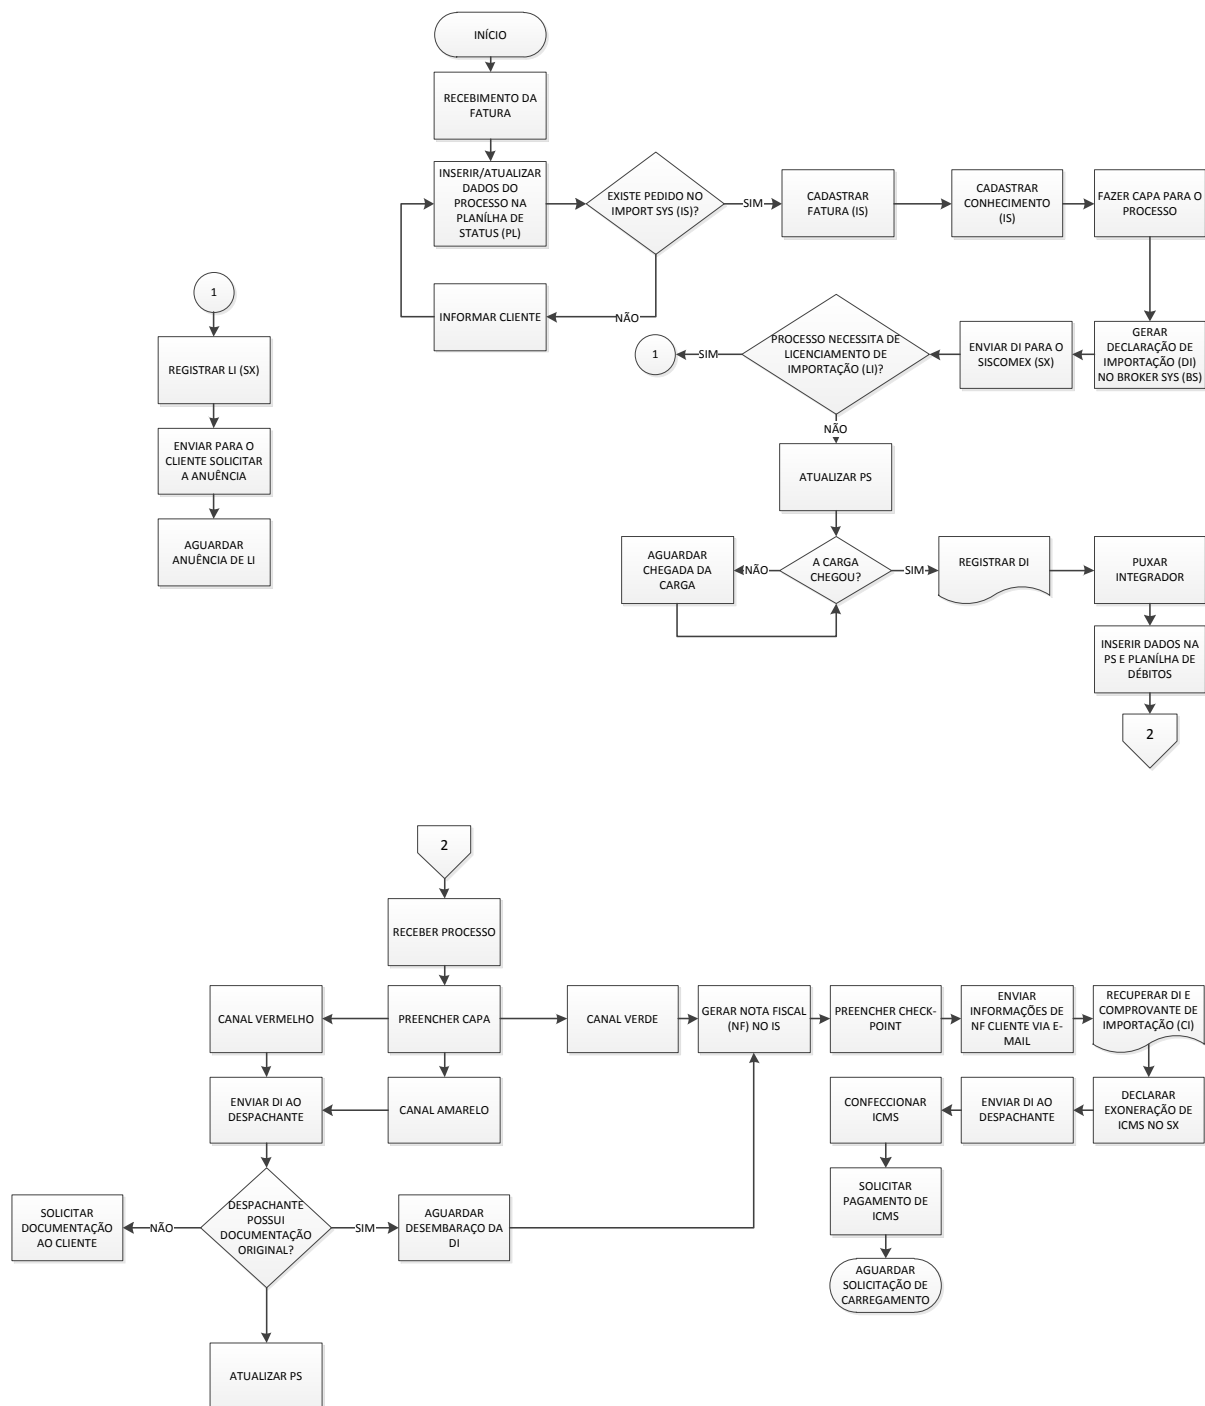 INÍCIO
RECEBIMENTO DA
FATURA
INSERIR/ATUALIZAR
DADOS DO
PROCESSO NA
PLANÍLHA DE
STATUS (PL)
EXISTE PEDIDO NO
IMPORT SYS (IS)?
SIM
CADASTRAR
FATURA (IS)
CADASTRAR
CONHECIMENTO
(IS)
FAZER CAPA PARA O
PROCESSO
NÃO
INFORMAR CLIENTE
GERAR
DECLARAÇÃO DE
IMPORTAÇÃO (DI)
NO BROKER SYS (BS)
ENVIAR DI PARA O
SISCOMEX (SX)
PROCESSO NECESSITA DE
LICENCIAMENTO DE
IMPORTAÇÃO (LI)?
SIM
1
1
REGISTRAR LI (SX)
ENVIAR PARA O
CLIENTE SOLICITAR
A ANUÊNCIA
AGUARDAR
ANUÊNCIA DE LI
NÃO
ATUALIZAR PS
A CARGA
CHEGOU?
NÃO
AGUARDAR
CHEGADA DA
CARGA
SIM
REGISTRAR DI
PUXAR
INTEGRADOR
INSERIR DADOS NA
PS E PLANÍLHA DE
DÉBITOS
2
2
RECEBER PROCESSO
PREENCHER CAPA
CANAL VERMELHO
CANAL AMARELO
CANAL VERDE
GERAR NOTA FISCAL
(NF) NO IS
PREENCHER CHECK-
POINT
ENVIAR
INFORMAÇÕES DE
NF CLIENTE VIA E-
MAIL
RECUPERAR DI E
COMPROVANTE DE
IMPORTAÇÃO (CI)
ENVIAR DI AO
DESPACHANTE
DECLARAR
EXONERAÇÃO DE
ICMS NO SX
ENVIAR DI AO
DESPACHANTE
CONFECCIONAR
ICMS
SOLICITAR
PAGAMENTO DE
ICMS
AGUARDAR
SOLICITAÇÃO DE
CARREGAMENTO
DESPACHANTE
POSSUI
DOCUMENTAÇÃO
ORIGINAL?
NÃO
SOLICITAR
DOCUMENTAÇÃO
AO CLIENTE
SIM
AGUARDAR
DESEMBARAÇO DA
DI
ATUALIZAR PS